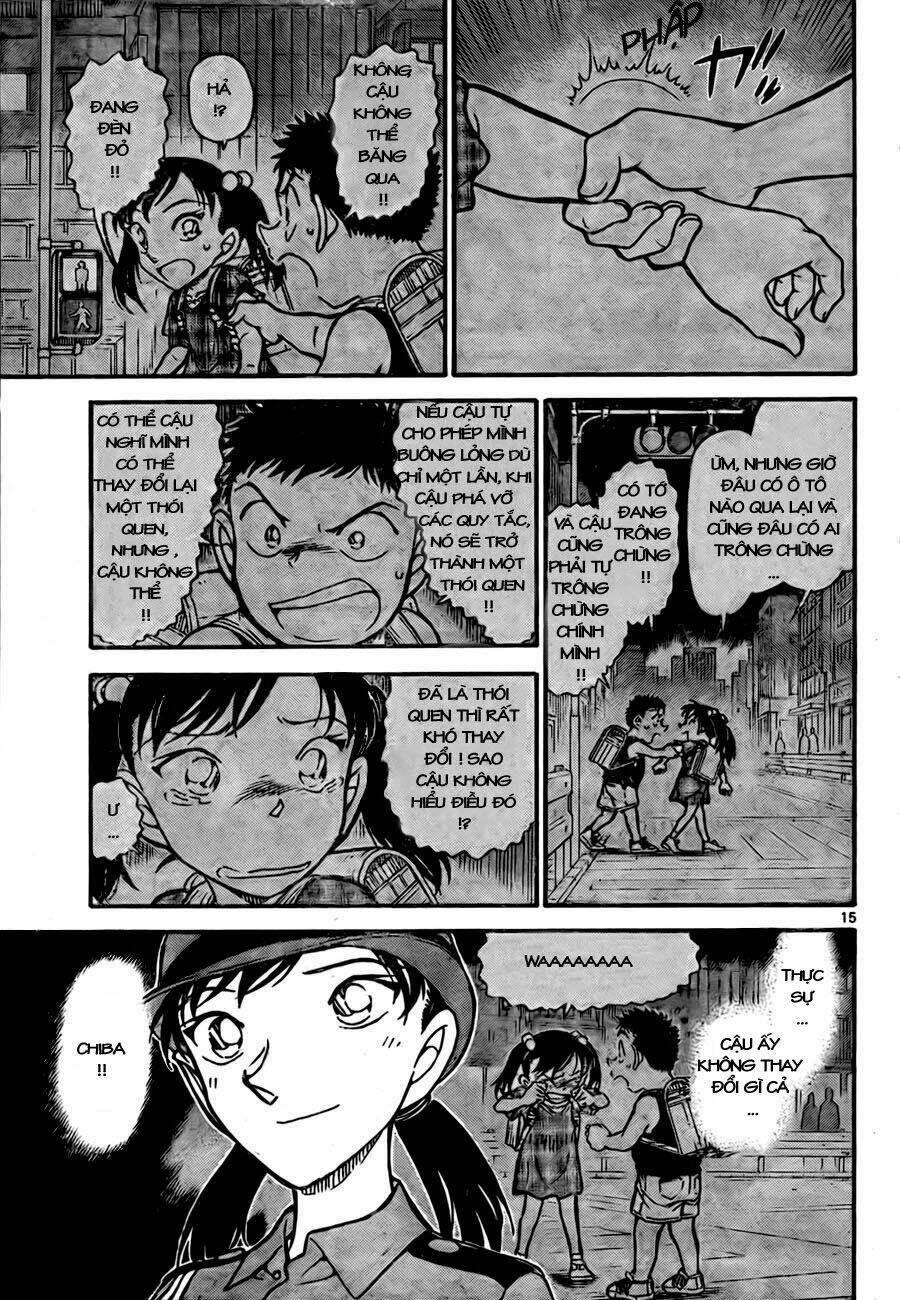 PHẬP
ガバッ
KHÔNG,
CẬU
KHÔNG
THỂ
BĂNG
QUA
!!
HẢ
!?
ĐANG
ĐÈN
ĐỎ
!!
ỪM, NHƯNG GIỜ
ĐÂU CÓ Ô TÔ
NÀO QUA LẠI VÀ
CŨNG ĐÂU CÓ AI
TRÔNG CHỪNG
...
CÓ TỚ
ĐANG
TRÔNG
CHỪNG
!!
VÀ CẬU
CŨNG
PHẢI TỰ
TRÔNG
CHỪNG
CHÍNH
MÌNH
!!
NẾU CẬU TỰ
CHO PHÉP MÌNH
BUÔNG LỎNG DÙ
CHỈ MỘT LẦN, KHI
CẬU PHÁ VỠ
CÁC QUY TẮC,
NÓ SẼ TRỞ
THÀNH MỘT
THÓI QUEN
!!
CÓ THỂ CẬU
NGHĨ MÌNH
CÓ THỂ
THAY ĐỔI LẠI
MỘT THÓI
QUEN,
NHƯNG ,
CẬU KHÔNG
THỂ
!!
ĐÃ LÀ THÓI
QUEN THÌ RẤT
KHÓ THAY
ĐỔI ! SAO
CẬU KHÔNG
HIỂU ĐIỀU ĐÓ
!?
Ư
...
15
THỰC
SỰ
...
CẬU ẤY
KHÔNG THAY
ĐỔI GÌ CẢ
...
WAAAAAAAA
CHIBA
!!